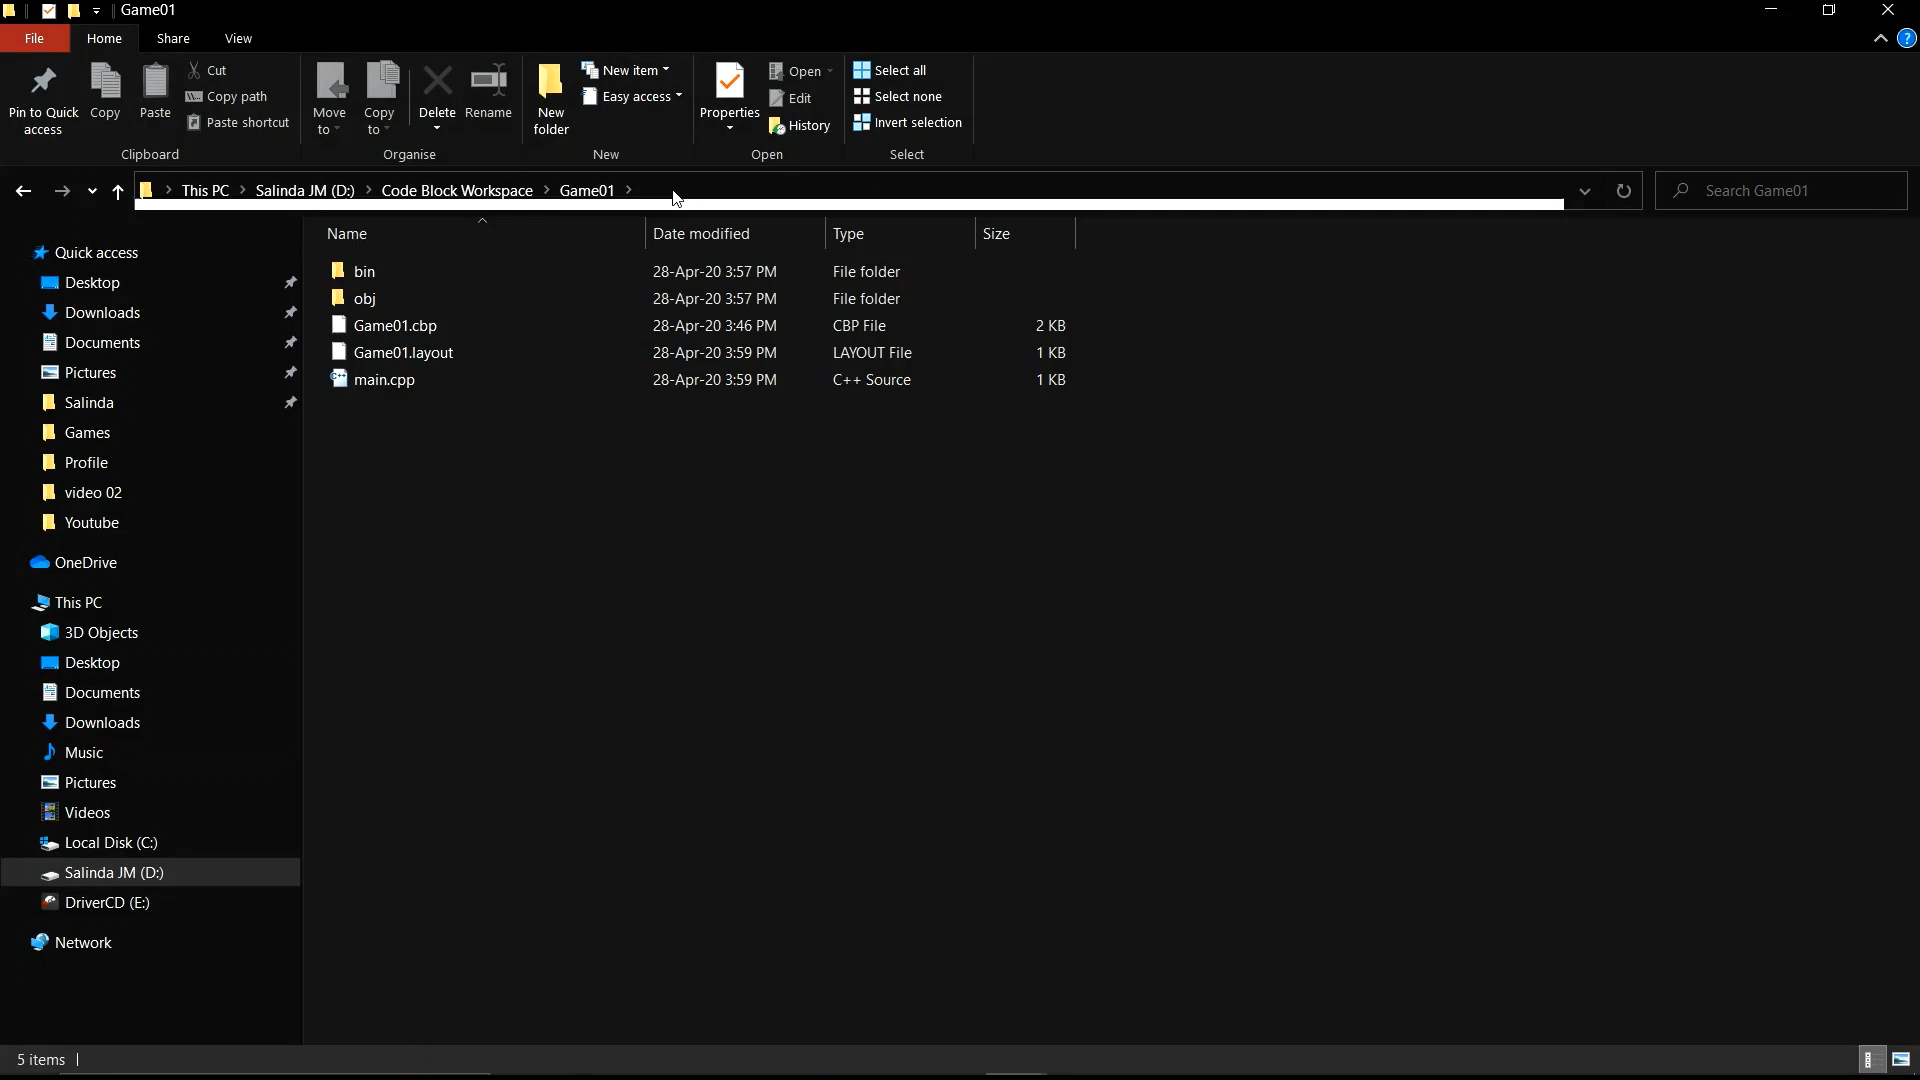 Game01
File Home Share View
Pin to Quick access
Copy
Paste
Cut
Copy path
Paste shortcut
Clipboard
Move to
Copy to
Delete
Rename
Organise
New folder
New item
Easy access
New
Properties
Open
Edit
History
Open
Select all
Select none
Invert selection
Select
This PC Salinda JM (D:) Code Block Workspace Game01
Search Game01
Name Date modified Type Size
bin 28-Apr-20 3:57 PM File folder
obj 28-Apr-20 3:57 PM File folder
Game01.cbp 28-Apr-20 3:46 PM CBP File 2 KB
Game01.layout 28-Apr-20 3:59 PM LAYOUT File 1 KB
main.cpp 28-Apr-20 3:59 PM C++ Source 1 KB
Quick access
Desktop
Downloads
Documents
Pictures
Salinda
Games
Profile
video 02
Youtube
OneDrive
This PC
3D Objects
Desktop
Documents
Downloads
Music
Pictures
Videos
Local Disk (C:)
Salinda JM (D:)
DriverCD (E:)
Network
5 items